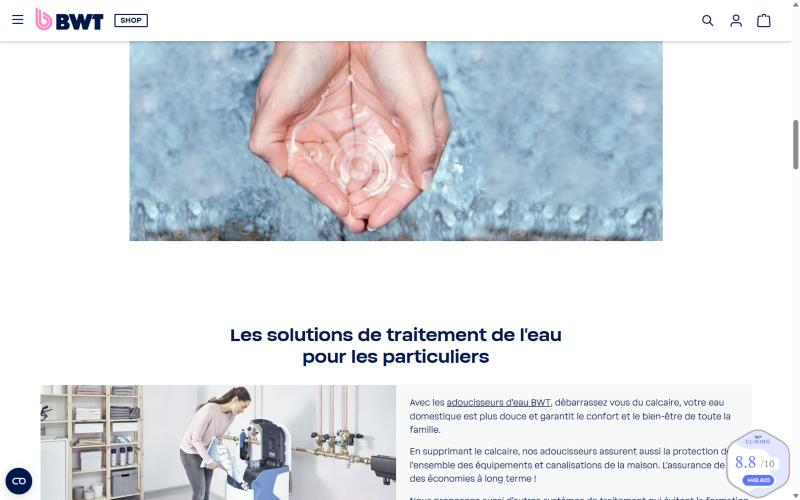 BWT
SHOP
Les solutions de traitement de l'eau
pour les particuliers
Avec les adoucisseurs d'eau BWT, débarrassez vous du calcaire, votre eau
domestique est plus douce et garantit le confort et le bien-être de toute la
famille.
En supprimant le calcaire, nos adoucisseurs assurent aussi la protection de
l'ensemble des équipements et canalisations de la maison. L'assurance de
des économies à long terme !
8.8 /10